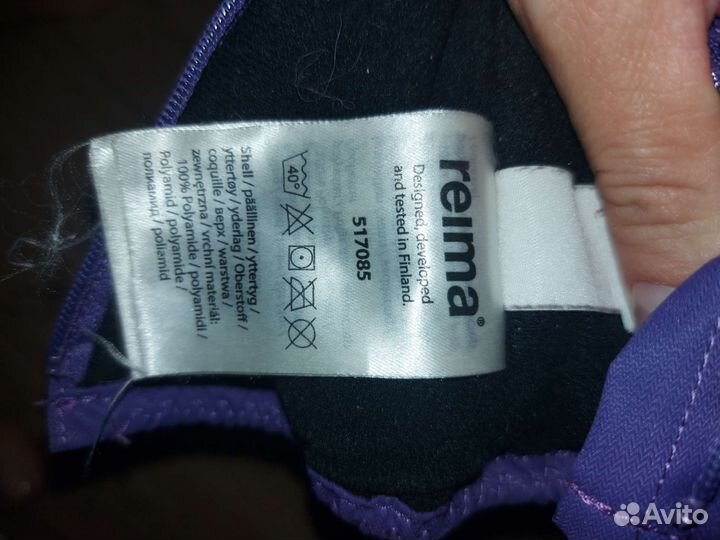 reima®
Designed, developed
and tested in Finland.
517085
40°
Shell / päällinen / yttertyg /
yttertøy / yderlag / Oberstoff /
coquille / верх / warstwa /
zewnętrzna / vrchní materiál:
100% Polyamide / polyamidi /
Polyamid / polyamide /
полиамид / poliamid
Avito